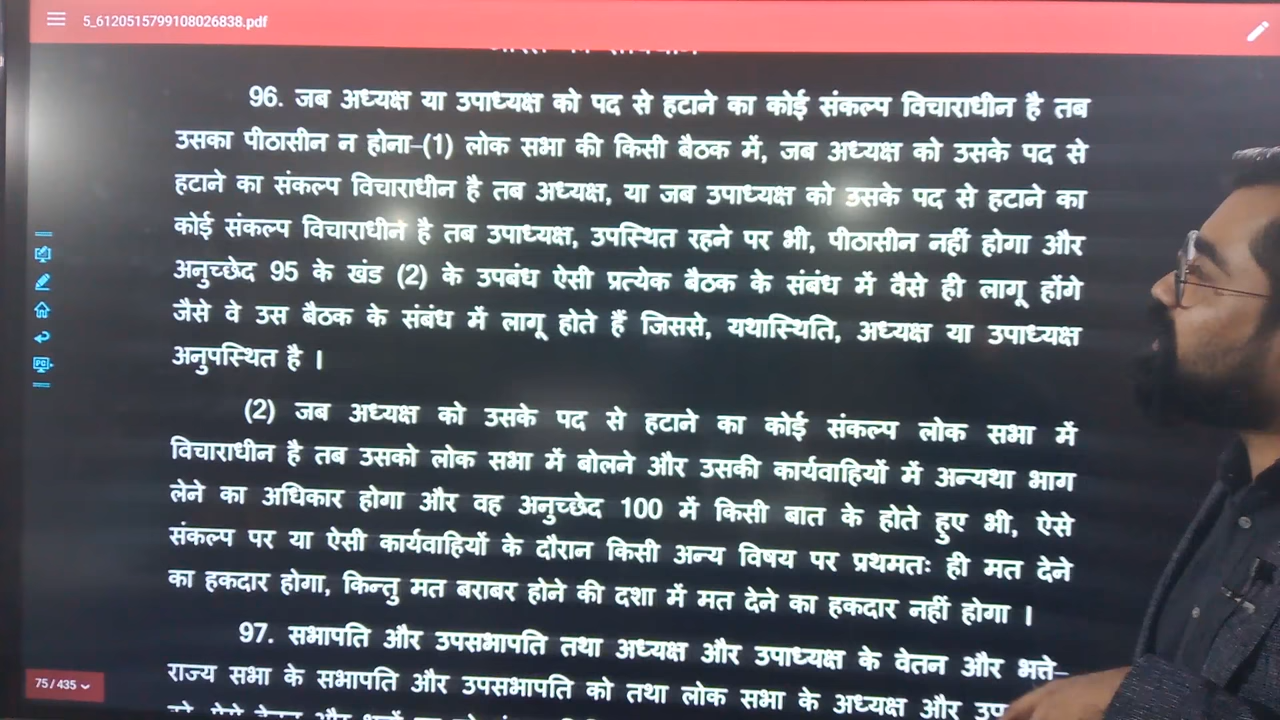 5_6120515799108026838.pdf
96. जब अध्यक्ष या उपाध्यक्ष को पद से हटाने का कोई संकल्प विचाराधीन है तब
उसका पीठासीन न होना–(1) लोक सभा की किसी बैठक में, जब अध्यक्ष को उसके पद से
हटाने का संकल्प विचाराधीन है तब अध्यक्ष, या जब उपाध्यक्ष को उसके पद से हटाने का
कोई संकल्प विचाराधीन है तब उपाध्यक्ष, उपस्थित रहने पर भी, पीठासीन नहीं होगा और
अनुच्छेद 95 के खंड (2) के उपबंध ऐसी प्रत्येक बैठक के संबंध में वैसे ही लागू होंगे
जैसे वे उस बैठक के संबंध में लागू होते हैं जिससे, यथास्थिति, अध्यक्ष या उपाध्यक्ष
अनुपस्थित है ।
(2) जब अध्यक्ष को उसके पद से हटाने का कोई संकल्प लोक सभा में
विचाराधीन है तब उसको लोक सभा में बोलने और उसकी कार्यवाहियों में अन्यथा भाग
लेने का अधिकार होगा और वह अनुच्छेद 100 में किसी बात के होते हुए भी, ऐसे
संकल्प पर या ऐसी कार्यवाहियों के दौरान किसी अन्य विषय पर प्रथमतः ही मत देने
का हकदार होगा, किन्तु मत बराबर होने की दशा में मत देने का हकदार नहीं होगा ।
97. सभापति और उपसभापति तथा अध्यक्ष और उपाध्यक्ष के वेतन और भत्ते–
राज्य सभा के सभापति और उपसभापति को तथा लोक सभा के अध्यक्ष और
75 / 435